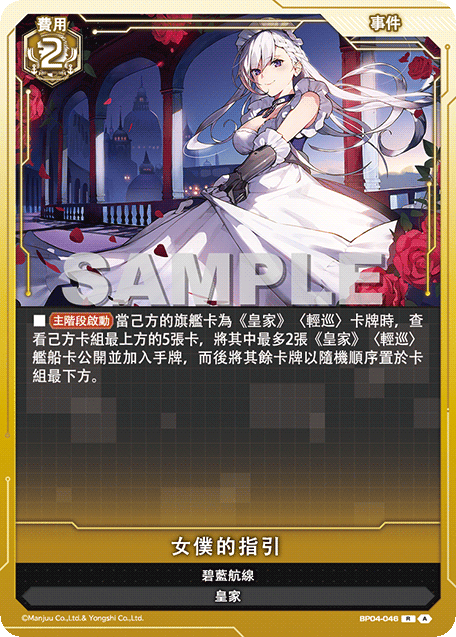 費用
2
事件
SAMPLE
■ 主階段啟動 當己方的旗艦卡為《皇家》〈輕巡〉卡牌時，查
看己方卡組最上方的5張卡，將其中最多2張《皇家》〈輕巡〉
艦船卡公開並加入手牌，而後將其餘卡牌以隨機順序置於卡
組最下方。
女僕的指引
碧藍航線
皇家
©Manjuu Co.,Ltd.& Yongshi Co.,Ltd. BP04-046 R A